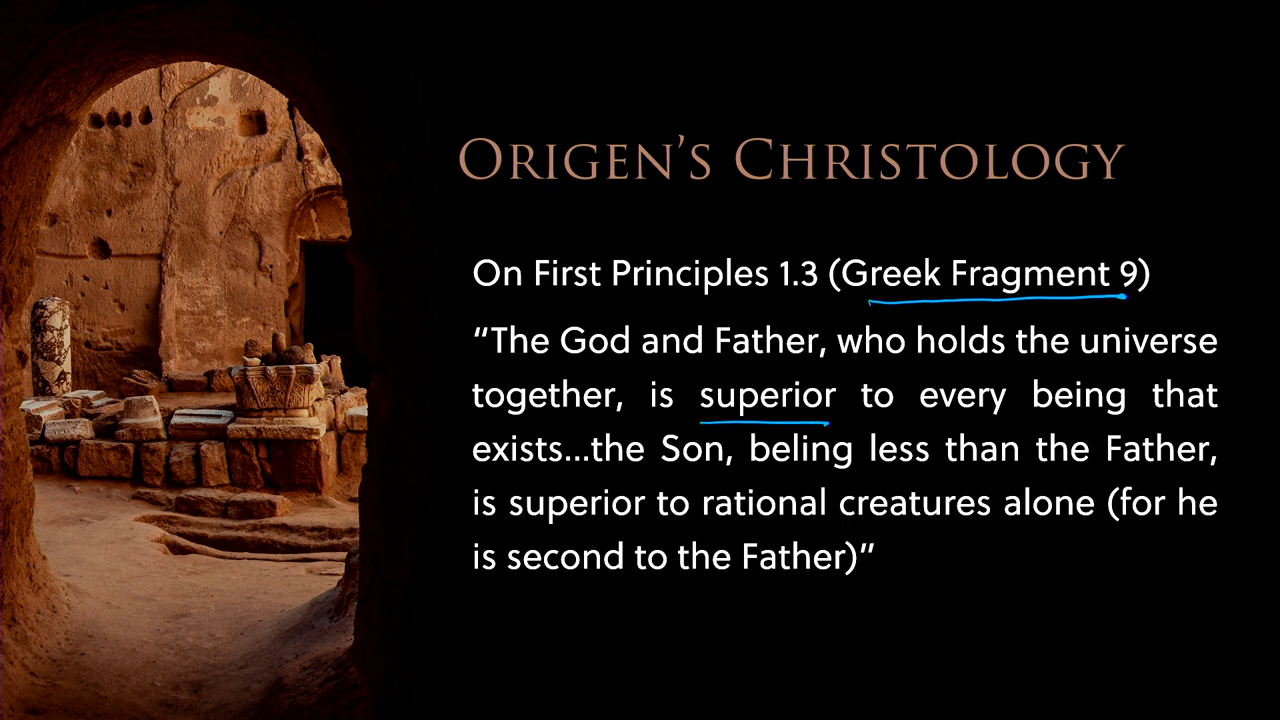 ORIGEN'S CHRISTOLOGY
On First Principles 1.3 (Greek Fragment 9)
“The God and Father, who holds the universe
together, is superior to every being that
exists...the Son, beling less than the Father,
is superior to rational creatures alone (for he
is second to the Father)”